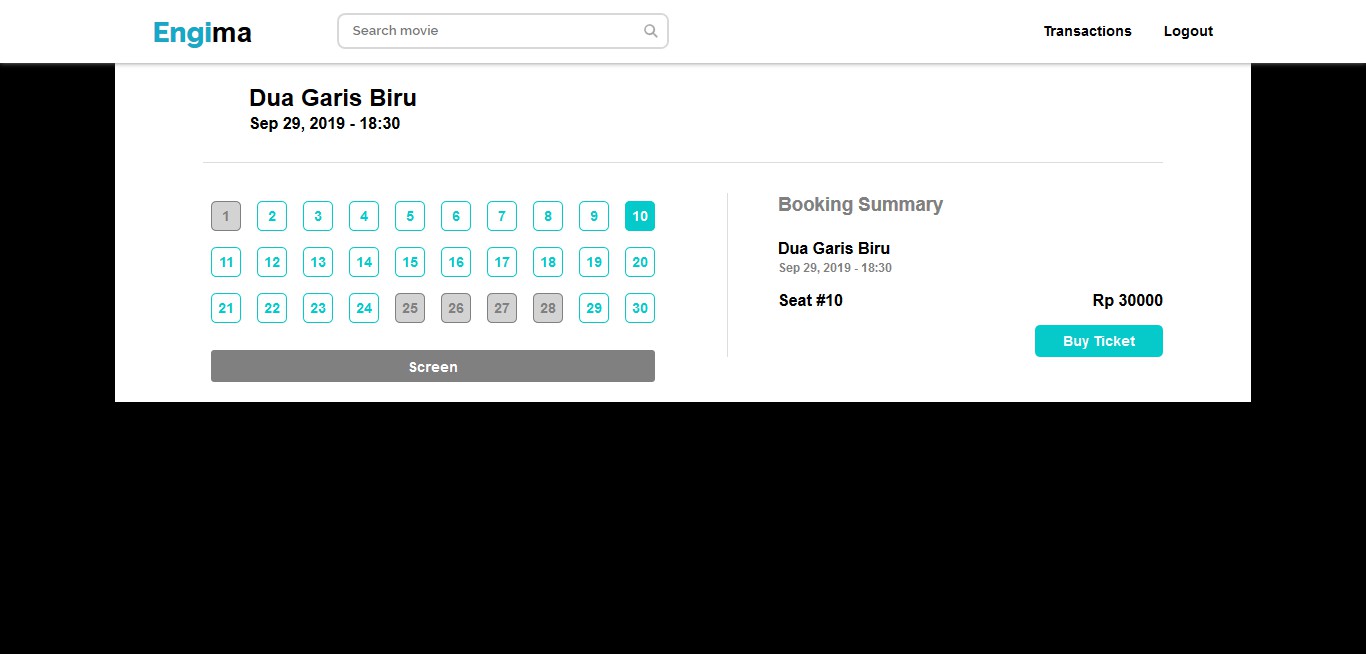 Engima
Search movie
Transactions
Logout
Dua Garis Biru
Sep 29, 2019 - 18:30
1 2 3 4 5 6 7 8 9 10
11 12 13 14 15 16 17 18 19 20
21 22 23 24 25 26 27 28 29 30
Screen
Booking Summary
Dua Garis Biru
Sep 29, 2019 - 18:30
Seat #10 Rp 30000
Buy Ticket